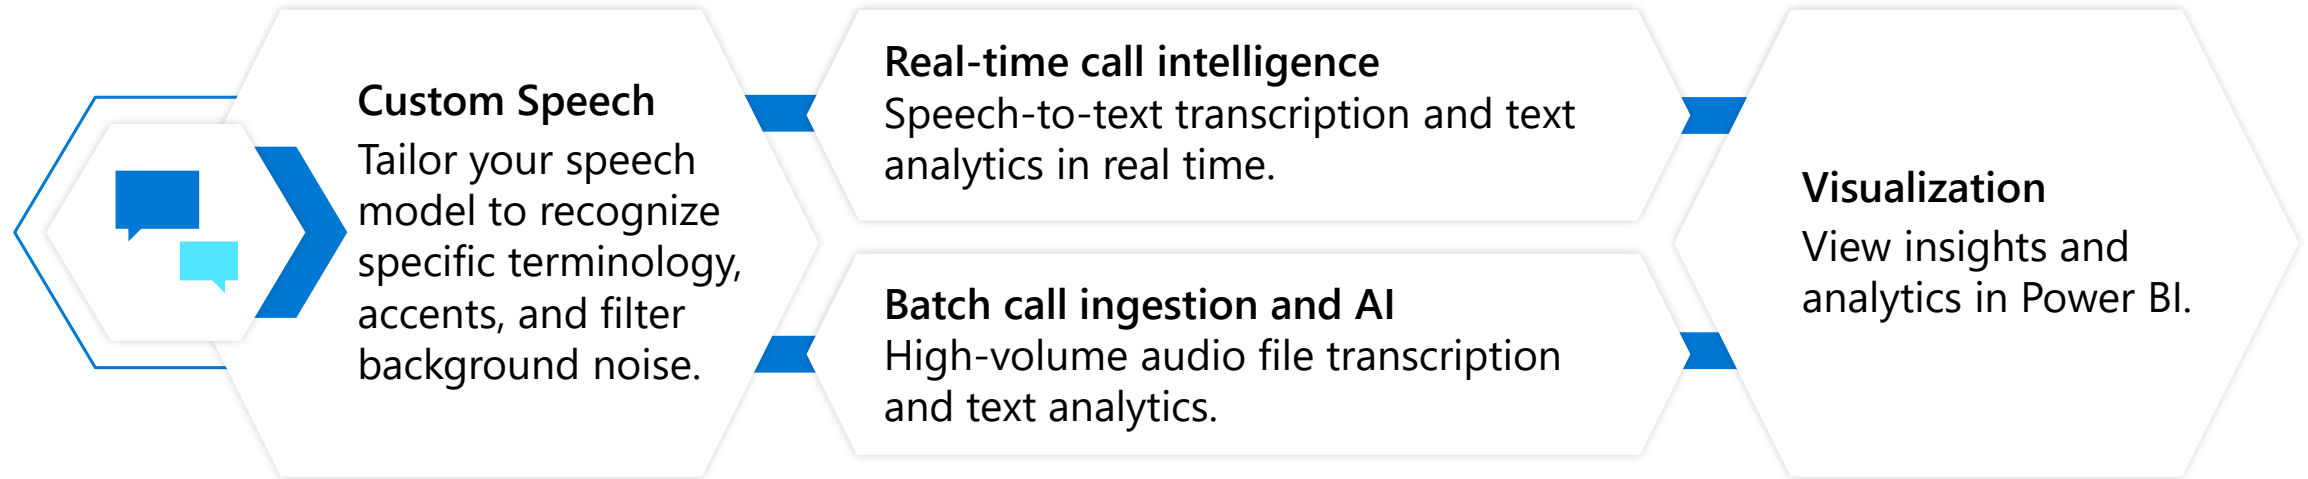 Custom Speech
Tailor your speech
model to recognize
specific terminology,
accents, and filter
background noise.
Real-time call intelligence
Speech-to-text transcription and text
analytics in real time.
Batch call ingestion and AI
High-volume audio file transcription
and text analytics.
Visualization
View insights and
analytics in Power BI.